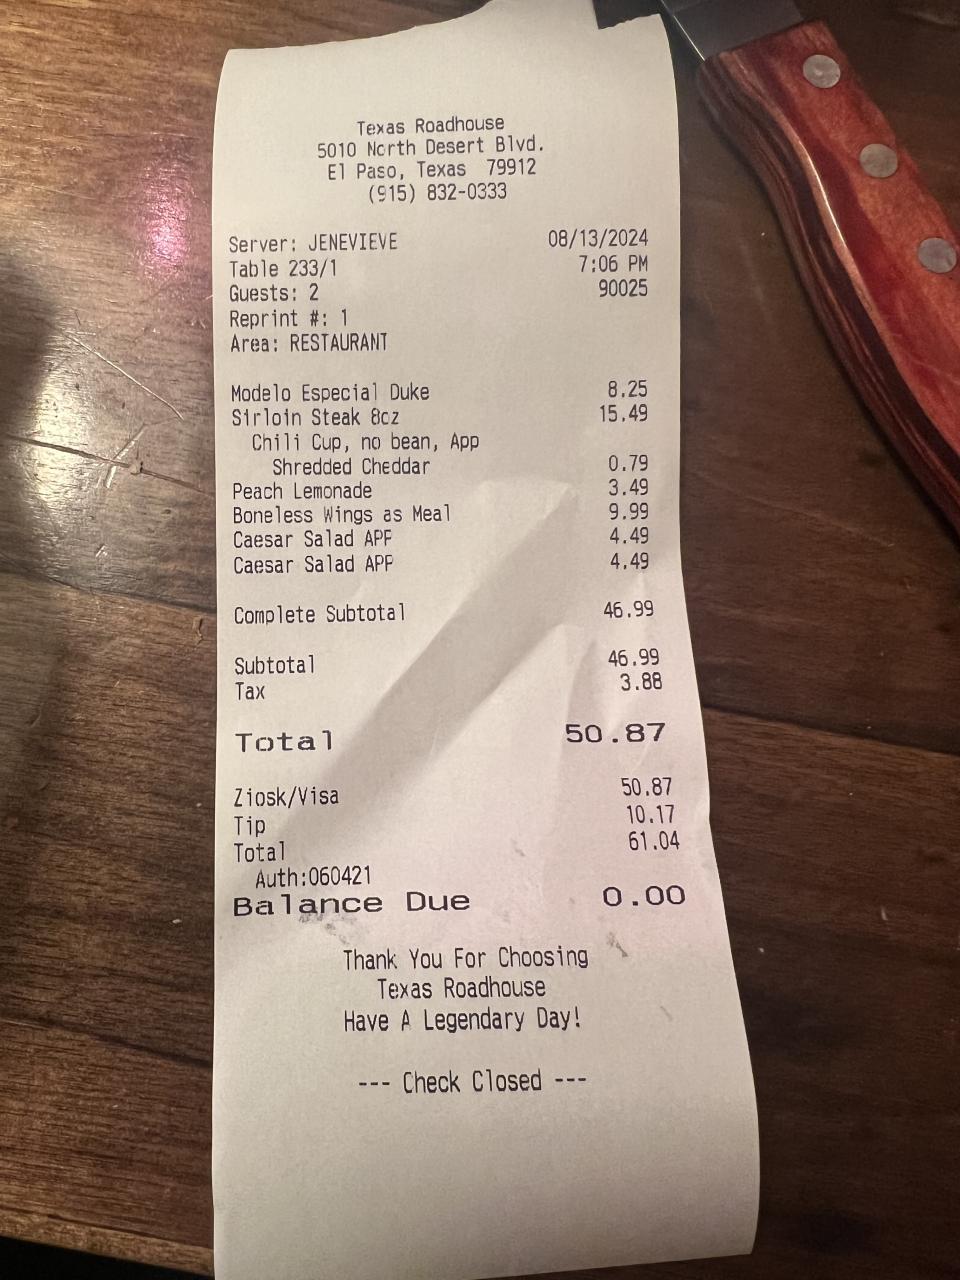 Texas Roadhouse
5010 North Desert Blvd.
El Paso, Texas 79912
(915) 832-0333
Server: JENEVIEVE 08/13/2024
Table 233/1 7:06 PM
Guests: 2 90025
Reprint #: 1
Area: RESTAURANT
Modelo Especial Duke 8.25
Sirloin Steak 8oz 15.49
Chili Cup, no bean, App
Shredded Cheddar 0.79
Peach Lemonade 3.49
Boneless Wings as Meal 9.99
Caesar Salad APP 4.49
Caesar Salad APP 4.49
Complete Subtotal 46.99
Subtotal 46.99
Tax 3.88
Total 50.87
Ziosk/Visa 50.87
Tip 10.17
Total 61.04
Auth:060421
Balance Due 0.00
Thank You For Choosing
Texas Roadhouse
Have A Legendary Day!
--- Check Closed ---